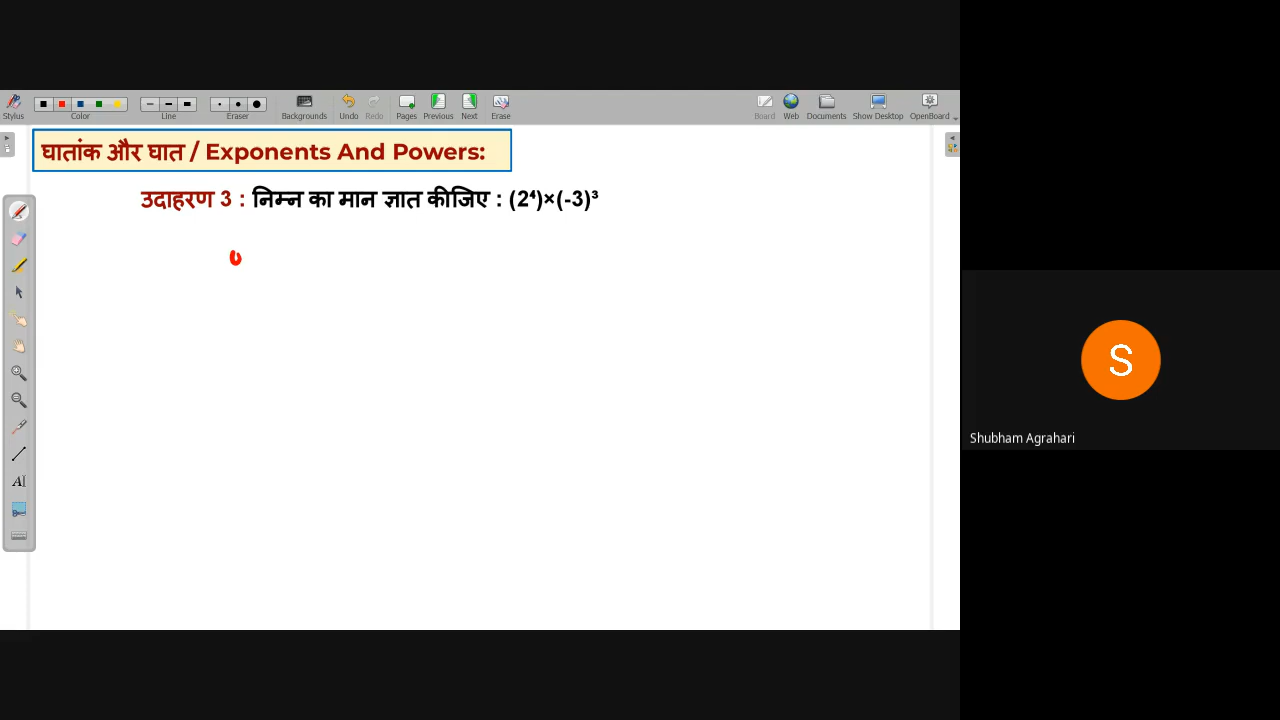 Stylus Color Line Eraser Backgrounds Undo Redo Pages Previous Next Erase Board Web Documents Show Desktop OpenBoard
घातांक और घात / Exponents And Powers:
उदाहरण 3 : निम्न का मान ज्ञात कीजिए : (2⁴)×(-3)³
S
Shubham Agrahari